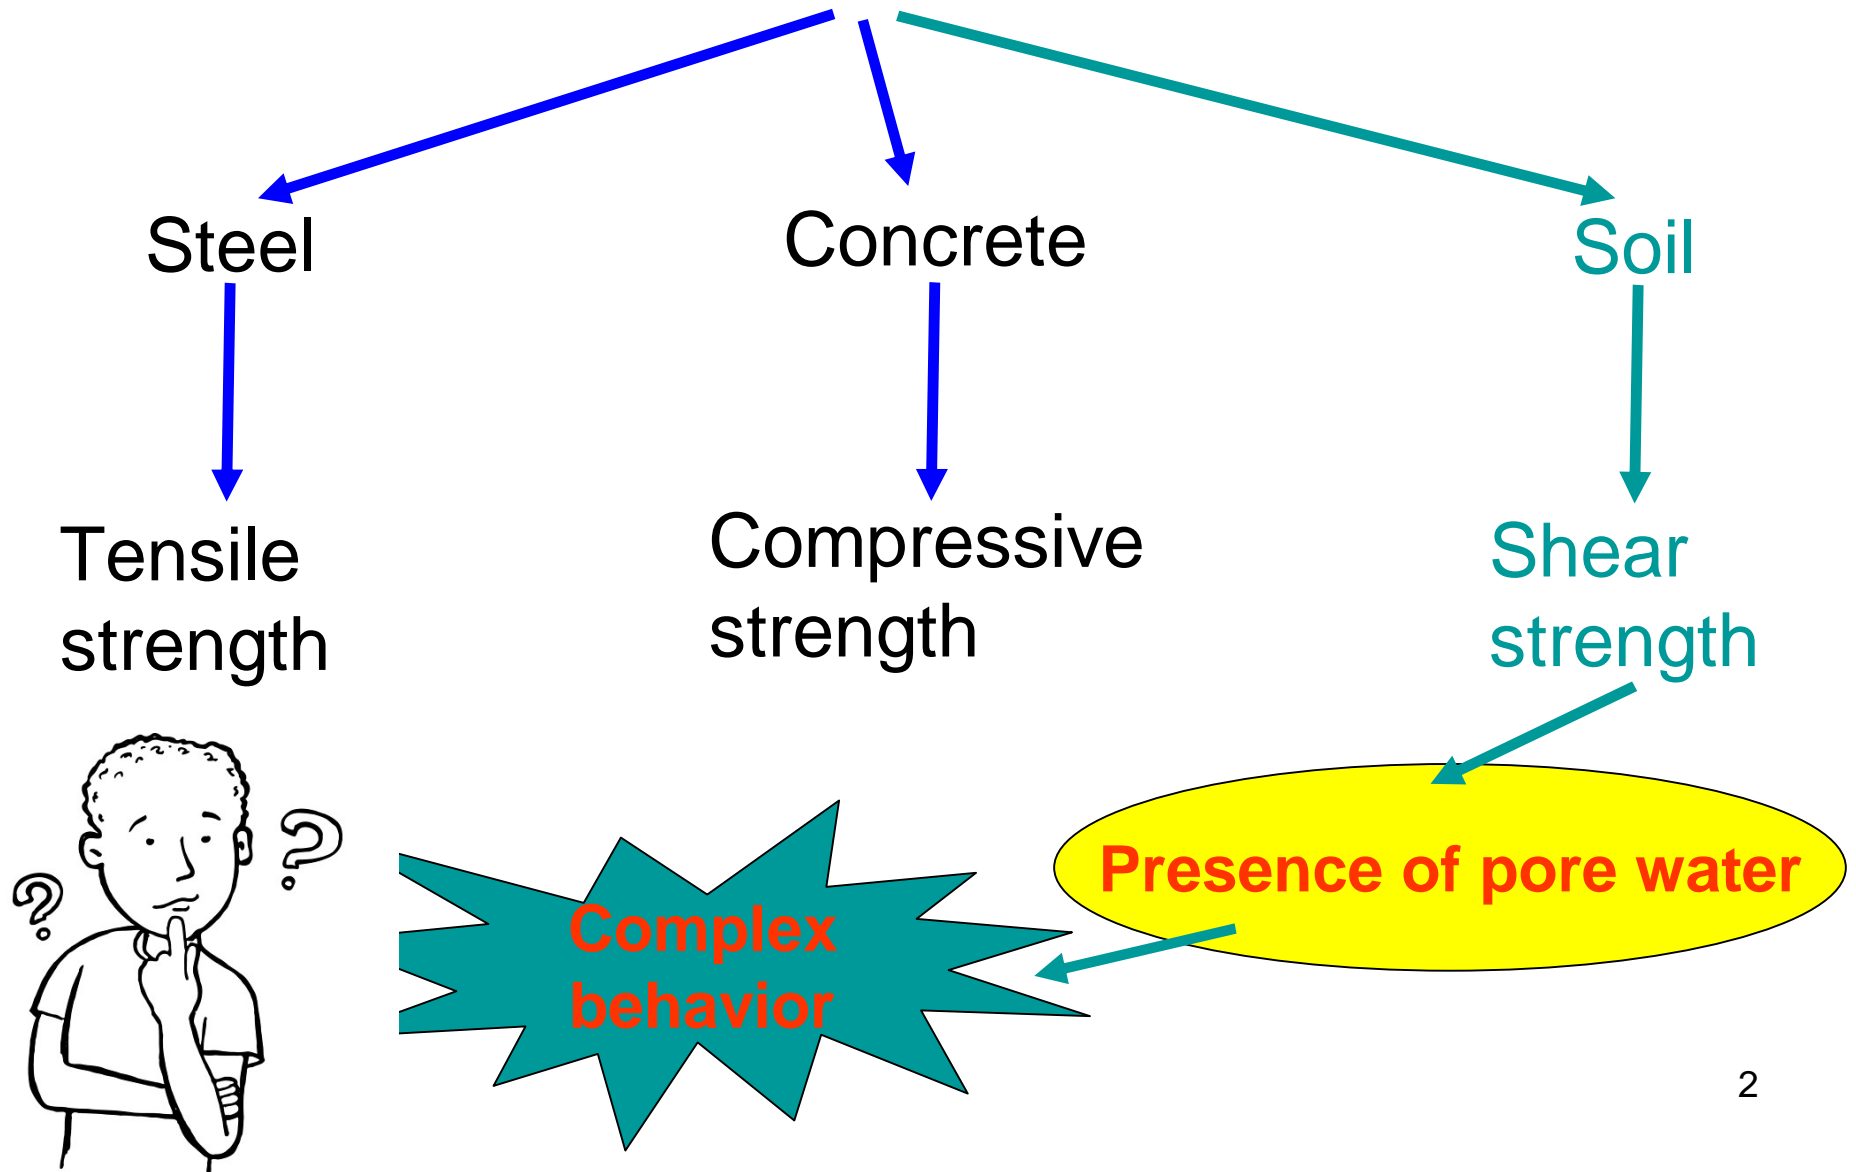 Steel
Concrete
Soil
Tensile
strength
Compressive
strength
Shear
strength
? ?
Presence of pore water
Complex
behavior
2